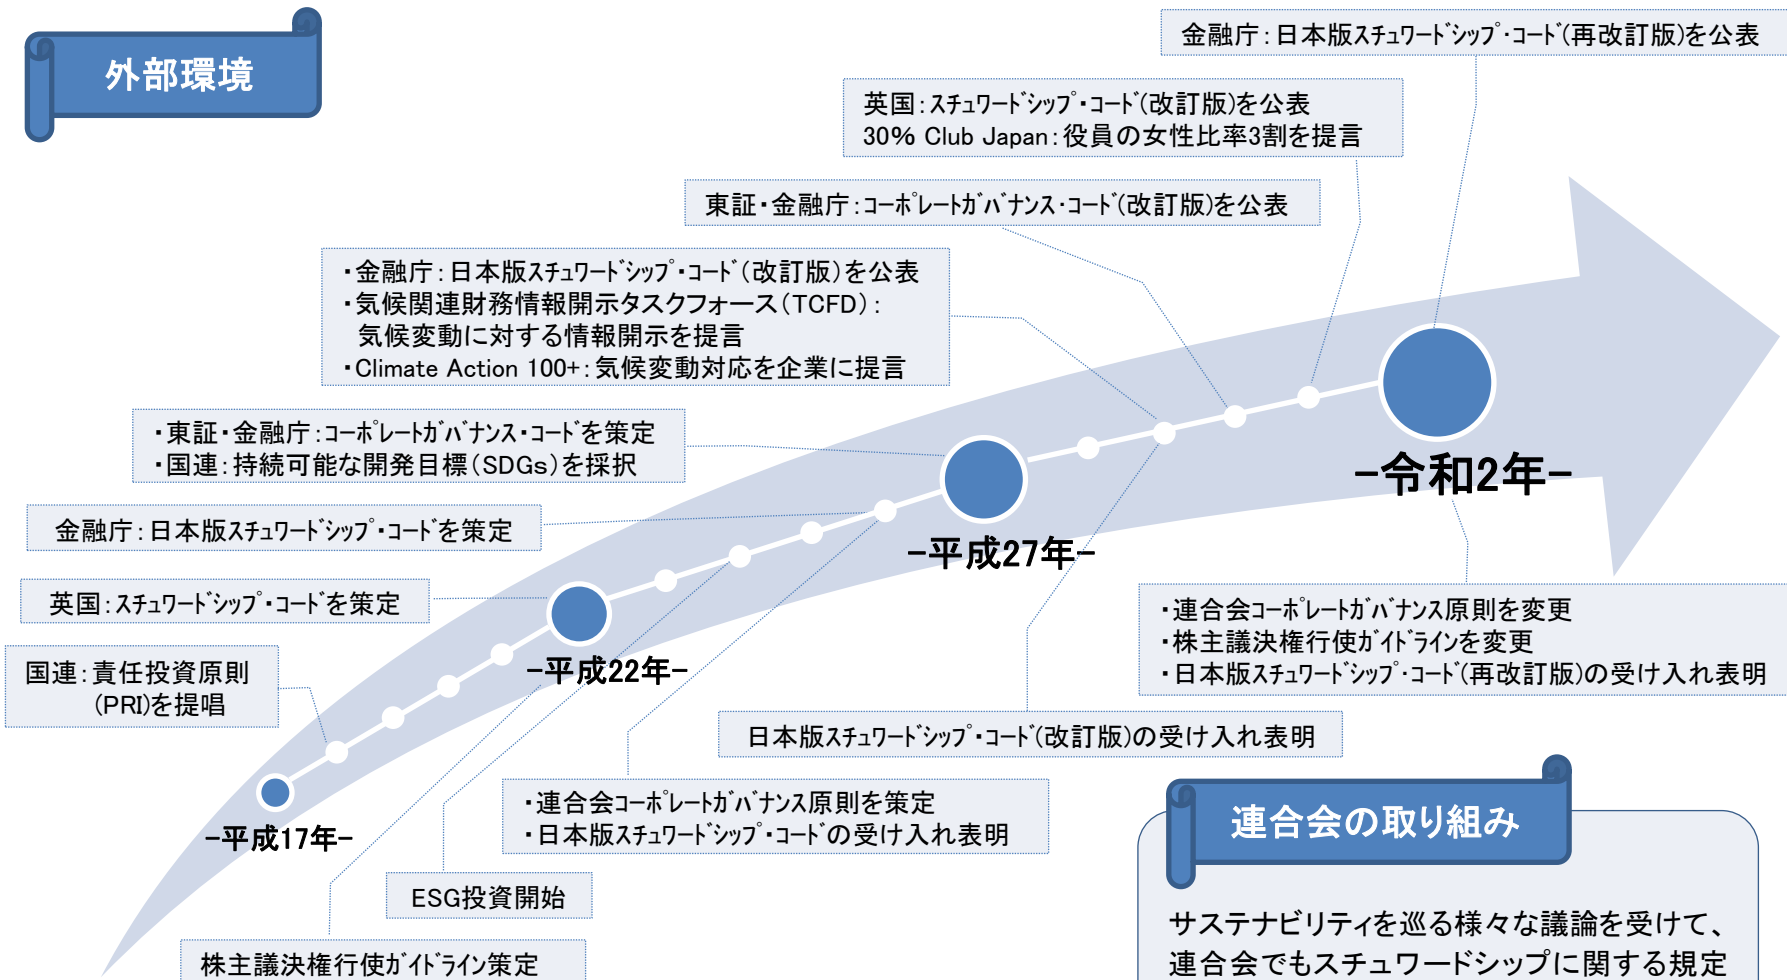 外部環境
金融庁：日本版ｽﾁｭﾜｰﾄﾞｼｯﾌﾟ･ｺｰﾄﾞ(再改訂版)を公表
英国：ｽﾁｭﾜｰﾄﾞｼｯﾌﾟ・ｺｰﾄﾞ(改訂版)を公表
30% Club Japan：役員の女性比率3割を提言
東証・金融庁：ｺｰﾎﾟﾚｰﾄｶﾞﾊﾞﾅﾝｽ･ｺｰﾄﾞ(改訂版)を公表
・金融庁：日本版ｽﾁｭﾜｰﾄﾞｼｯﾌﾟ・ｺｰﾄﾞ（改訂版）を公表
・気候関連財務情報開示タスクフォース（TCFD）：
気候変動に対する情報開示を提言
・Climate Action 100+：気候変動対応を企業に提言
・東証・金融庁：ｺｰﾎﾟﾚｰﾄｶﾞﾊﾞﾅﾝｽ・ｺｰﾄﾞを策定
・国連：持続可能な開発目標（SDGs）を採択
金融庁：日本版ｽﾁｭﾜｰﾄﾞｼｯﾌﾟ・ｺｰﾄﾞを策定
英国：ｽﾁｭﾜｰﾄﾞｼｯﾌﾟ・ｺｰﾄﾞを策定
国連：責任投資原則
(PRI)を提唱
-平成17年-
-平成22年-
-平成27年-
-令和2年-
・連合会ｺｰﾎﾟﾚｰﾄｶﾞﾊﾞﾅﾝｽ原則を変更
・株主議決権行使ｶﾞｲﾄﾞﾗｲﾝを変更
・日本版ｽﾁｭﾜｰﾄﾞｼｯﾌﾟ･ｺｰﾄﾞ(再改訂版)の受け入れ表明
日本版ｽﾁｭﾜｰﾄﾞｼｯﾌﾟ･ｺｰﾄﾞ(改訂版)の受け入れ表明
・連合会ｺｰﾎﾟﾚｰﾄｶﾞﾊﾞﾅﾝｽ原則を策定
・日本版ｽﾁｭﾜｰﾄﾞｼｯﾌﾟ・ｺｰﾄﾞの受け入れ表明
ESG投資開始
株主議決権行使ｶﾞｲﾄﾞﾗｲﾝ策定
連合会の取り組み
サステナビリティを巡る様々な議論を受けて、
連合会でもスチュワードシップに関する規定